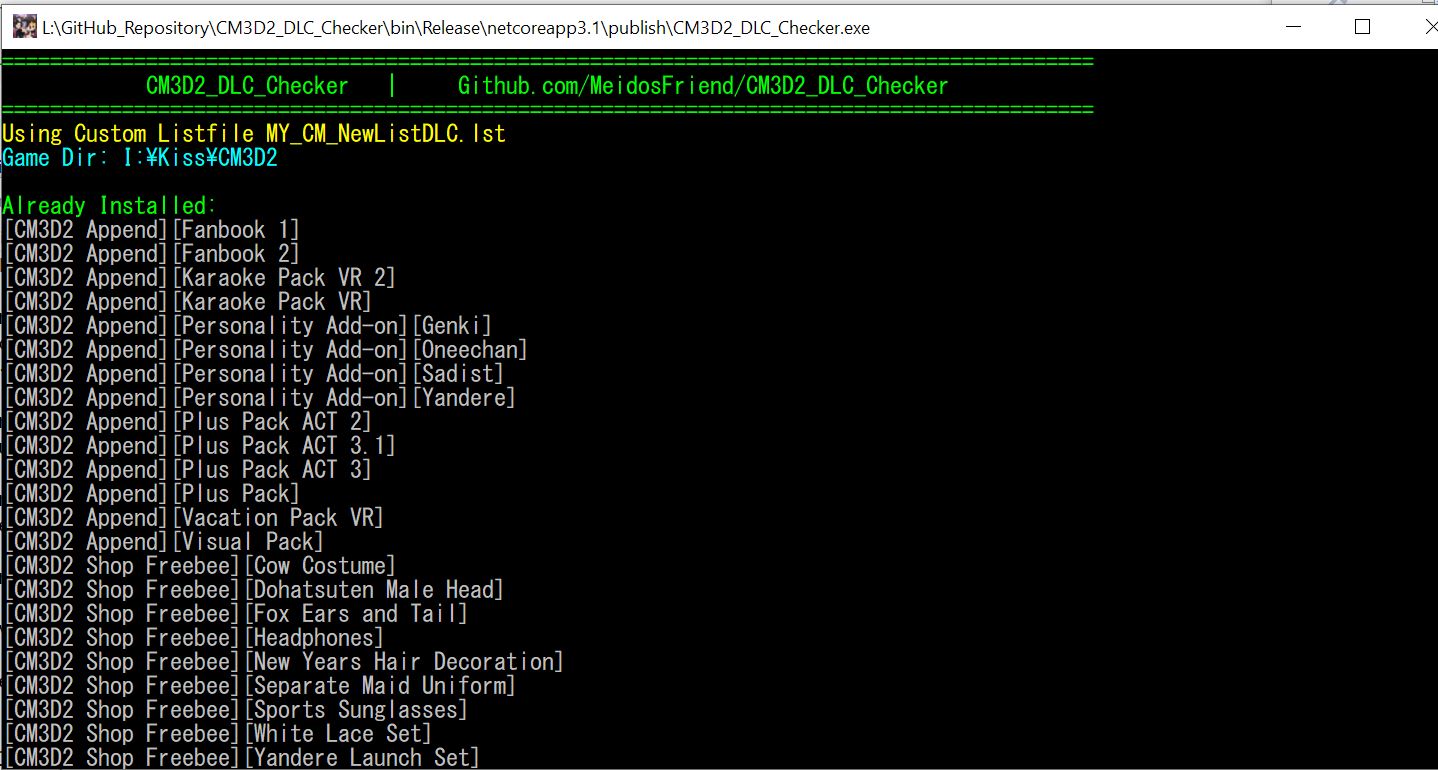 L:\GitHub_Repository\CM3D2_DLC_Checker\bin\Release\netcoreapp3.1\publish\CM3D2_DLC_Checker.exe
===========================================================================================
CM3D2_DLC_Checker | Github.com/MeidosFriend/CM3D2_DLC_Checker
===========================================================================================
Using Custom Listfile MY_CM_NewListDLC.lst
Game Dir: I:¥Kiss¥CM3D2
Already Installed:
[CM3D2 Append][Fanbook 1]
[CM3D2 Append][Fanbook 2]
[CM3D2 Append][Karaoke Pack VR 2]
[CM3D2 Append][Karaoke Pack VR]
[CM3D2 Append][Personality Add-on][Genki]
[CM3D2 Append][Personality Add-on][Oneechan]
[CM3D2 Append][Personality Add-on][Sadist]
[CM3D2 Append][Personality Add-on][Yandere]
[CM3D2 Append][Plus Pack ACT 2]
[CM3D2 Append][Plus Pack ACT 3.1]
[CM3D2 Append][Plus Pack ACT 3]
[CM3D2 Append][Plus Pack]
[CM3D2 Append][Vacation Pack VR]
[CM3D2 Append][Visual Pack]
[CM3D2 Shop Freebee][Cow Costume]
[CM3D2 Shop Freebee][Dohatsuten Male Head]
[CM3D2 Shop Freebee][Fox Ears and Tail]
[CM3D2 Shop Freebee][Headphones]
[CM3D2 Shop Freebee][New Years Hair Decoration]
[CM3D2 Shop Freebee][Separate Maid Uniform]
[CM3D2 Shop Freebee][Sports Sunglasses]
[CM3D2 Shop Freebee][White Lace Set]
[CM3D2 Shop Freebee][Yandere Launch Set]